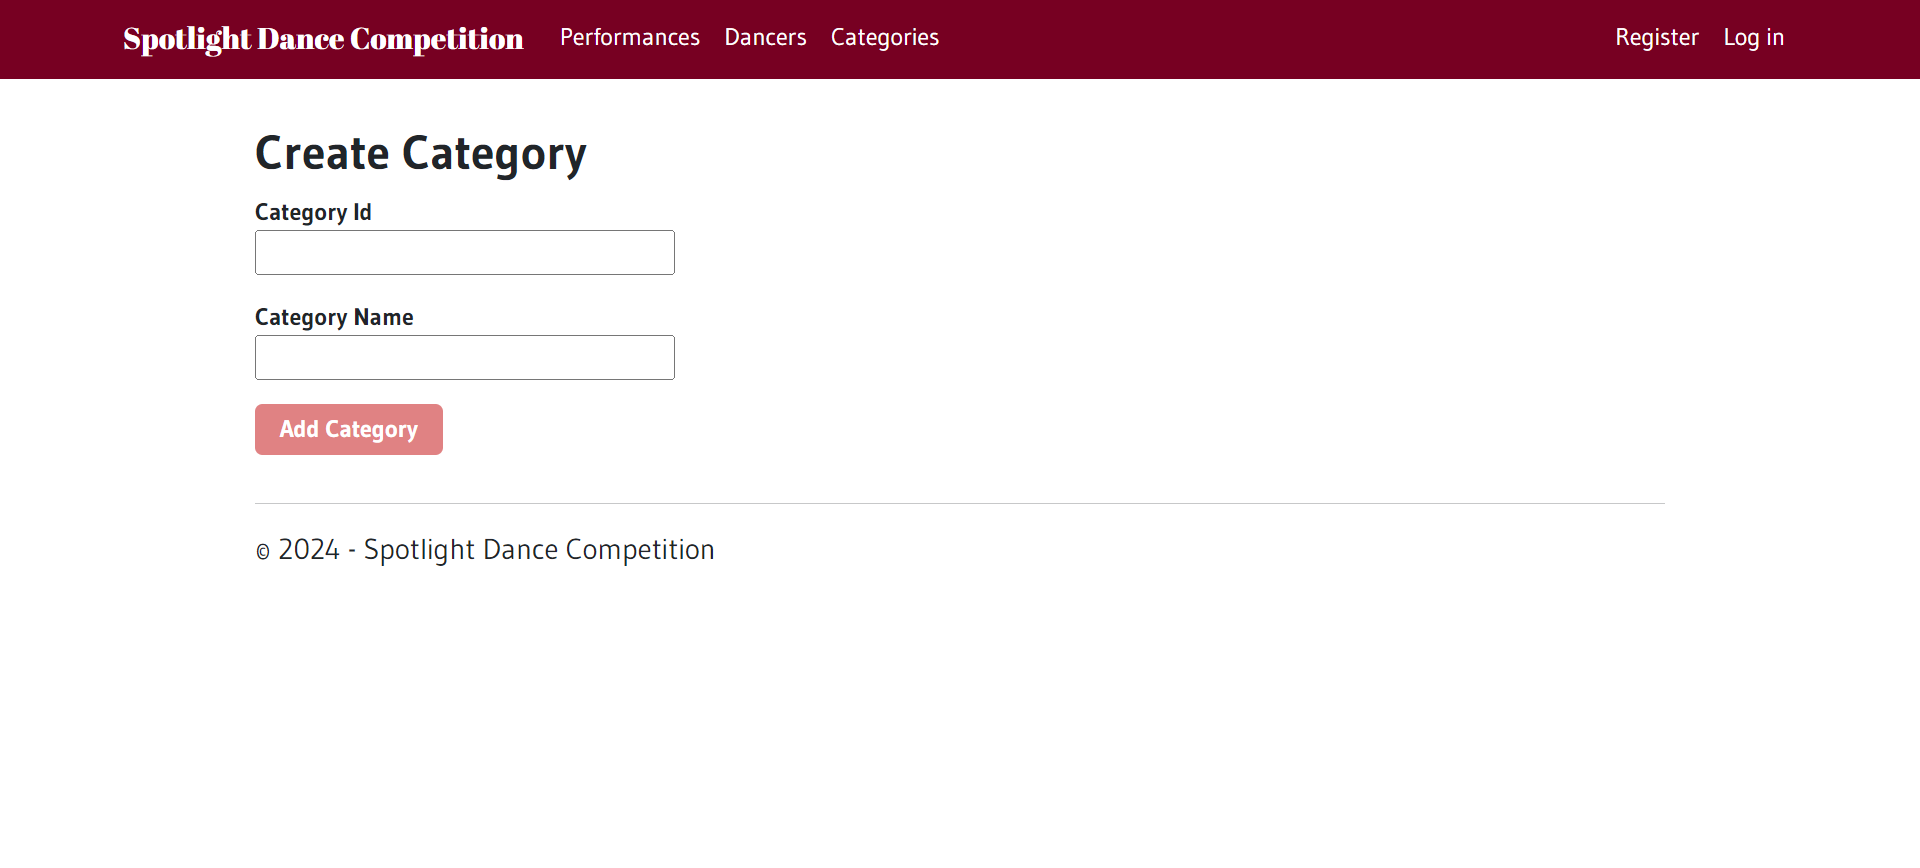 Spotlight Dance Competition Performances Dancers Categories Register Log in
Create Category
Category Id
Category Name
Add Category
© 2024 - Spotlight Dance Competition